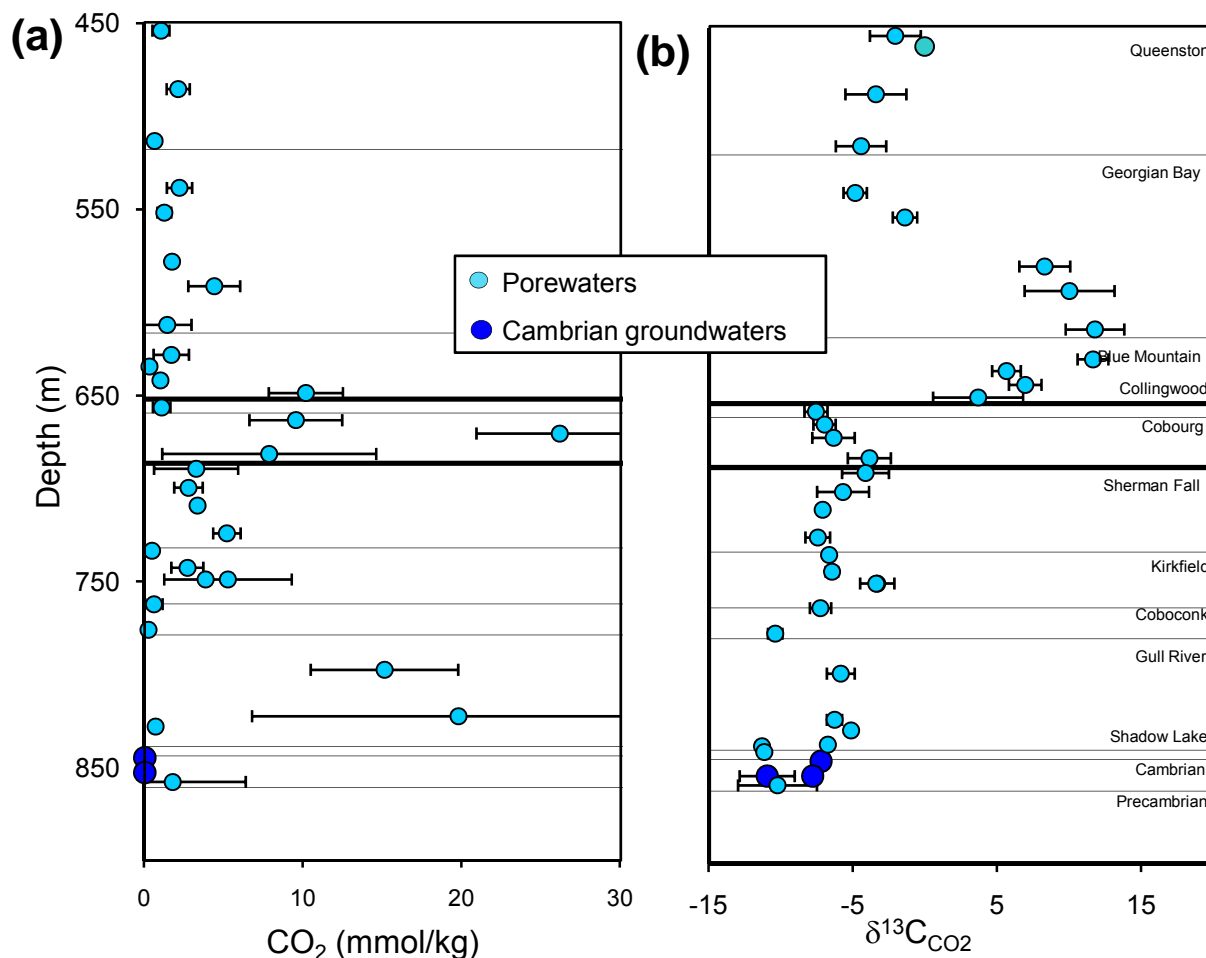 (a)
450
550
650
750
850
Depth (m)
0
10
20
30
CO₂ (mmol/kg)
Porewaters
Cambrian groundwaters
(b)
Queenston
Georgian Bay
Blue Mountain
Collingwood
Cobourg
Sherman Fall
Kirkfield
Coboconk
Gull River
Shadow Lake
Cambrian
Precambrian
-15
-5
5
15
δ¹³C_CO2